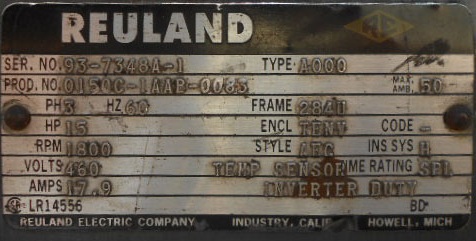 REULAND
SER. NO. 93-7348A-1 TYPE A000
PROD. NO. 0150C-1AAB-0083 MAX. AMB. 50
PH 3 HZ 60 FRAME 284U
HP 15 ENCL TENV CODE -
RPM 1800 STYLE AFC INS SYS H
VOLTS 460 TEMP SENSOR TIME RATING SPL
AMPS 17.9 INVERTER DUTY
LR14556 BD
REULAND ELECTRIC COMPANY INDUSTRY, CALIF HOWELL, MICH